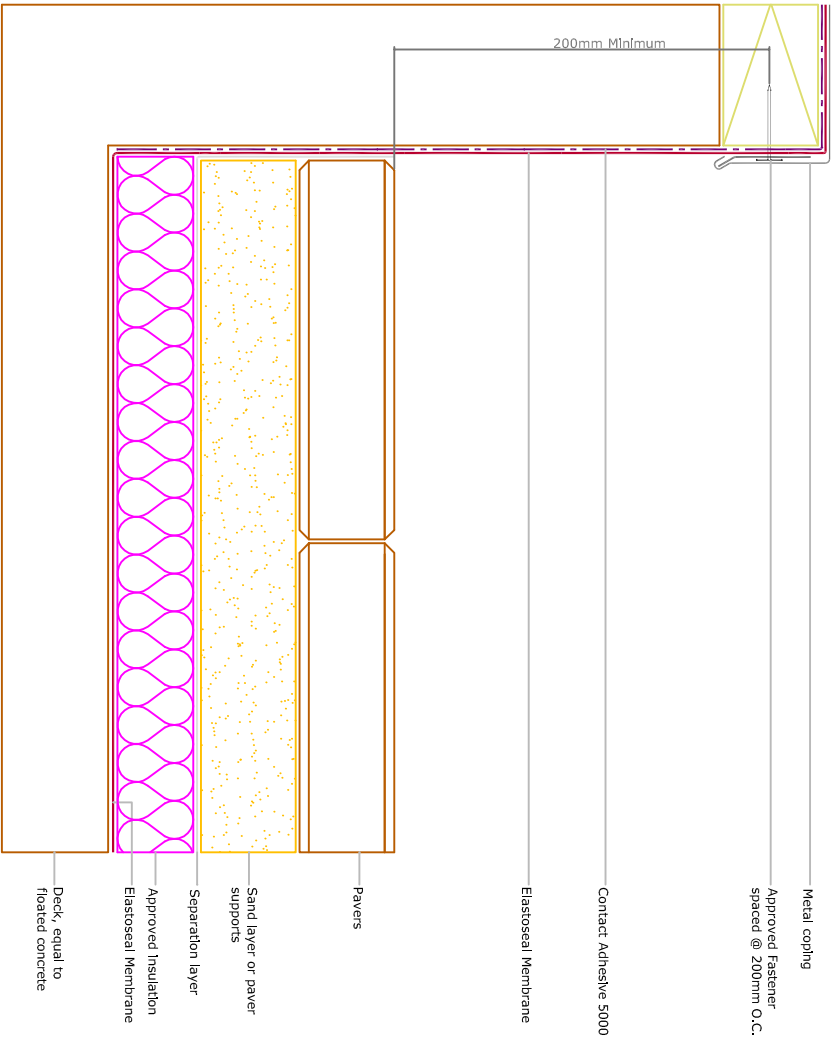 200mm Minimum
Metal coping
Approved Fastener
spaced @ 200mm O.C.
Contact Adhesive 5000
Elastoseal Membrane
Pavers
Sand layer or paver
supports
Separation layer
Approved Insulation
Elastoseal Membrane
Deck, equal to
floated concrete